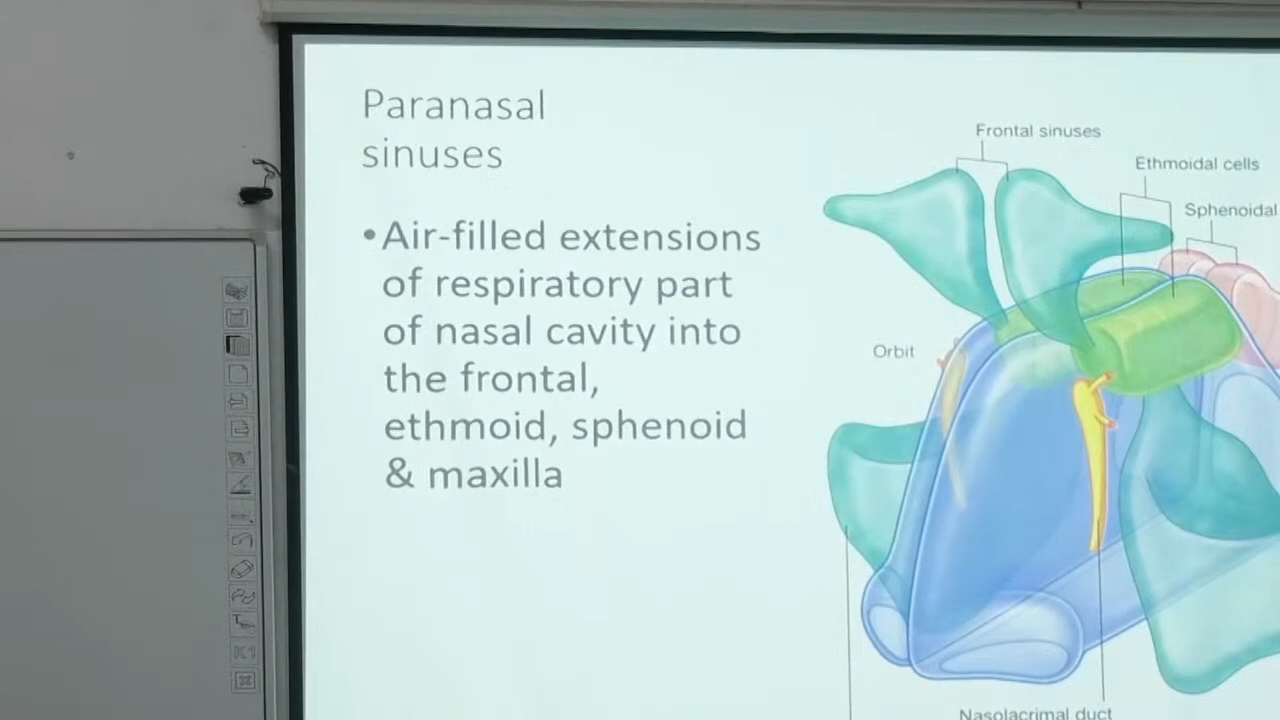 Paranasal
sinuses
•Air-filled extensions
of respiratory part
of nasal cavity into
the frontal,
ethmoid, sphenoid
& maxilla
Frontal sinuses
Ethmoidal cells
Sphenoidal
Orbit
Nasolacrimal duct
K1